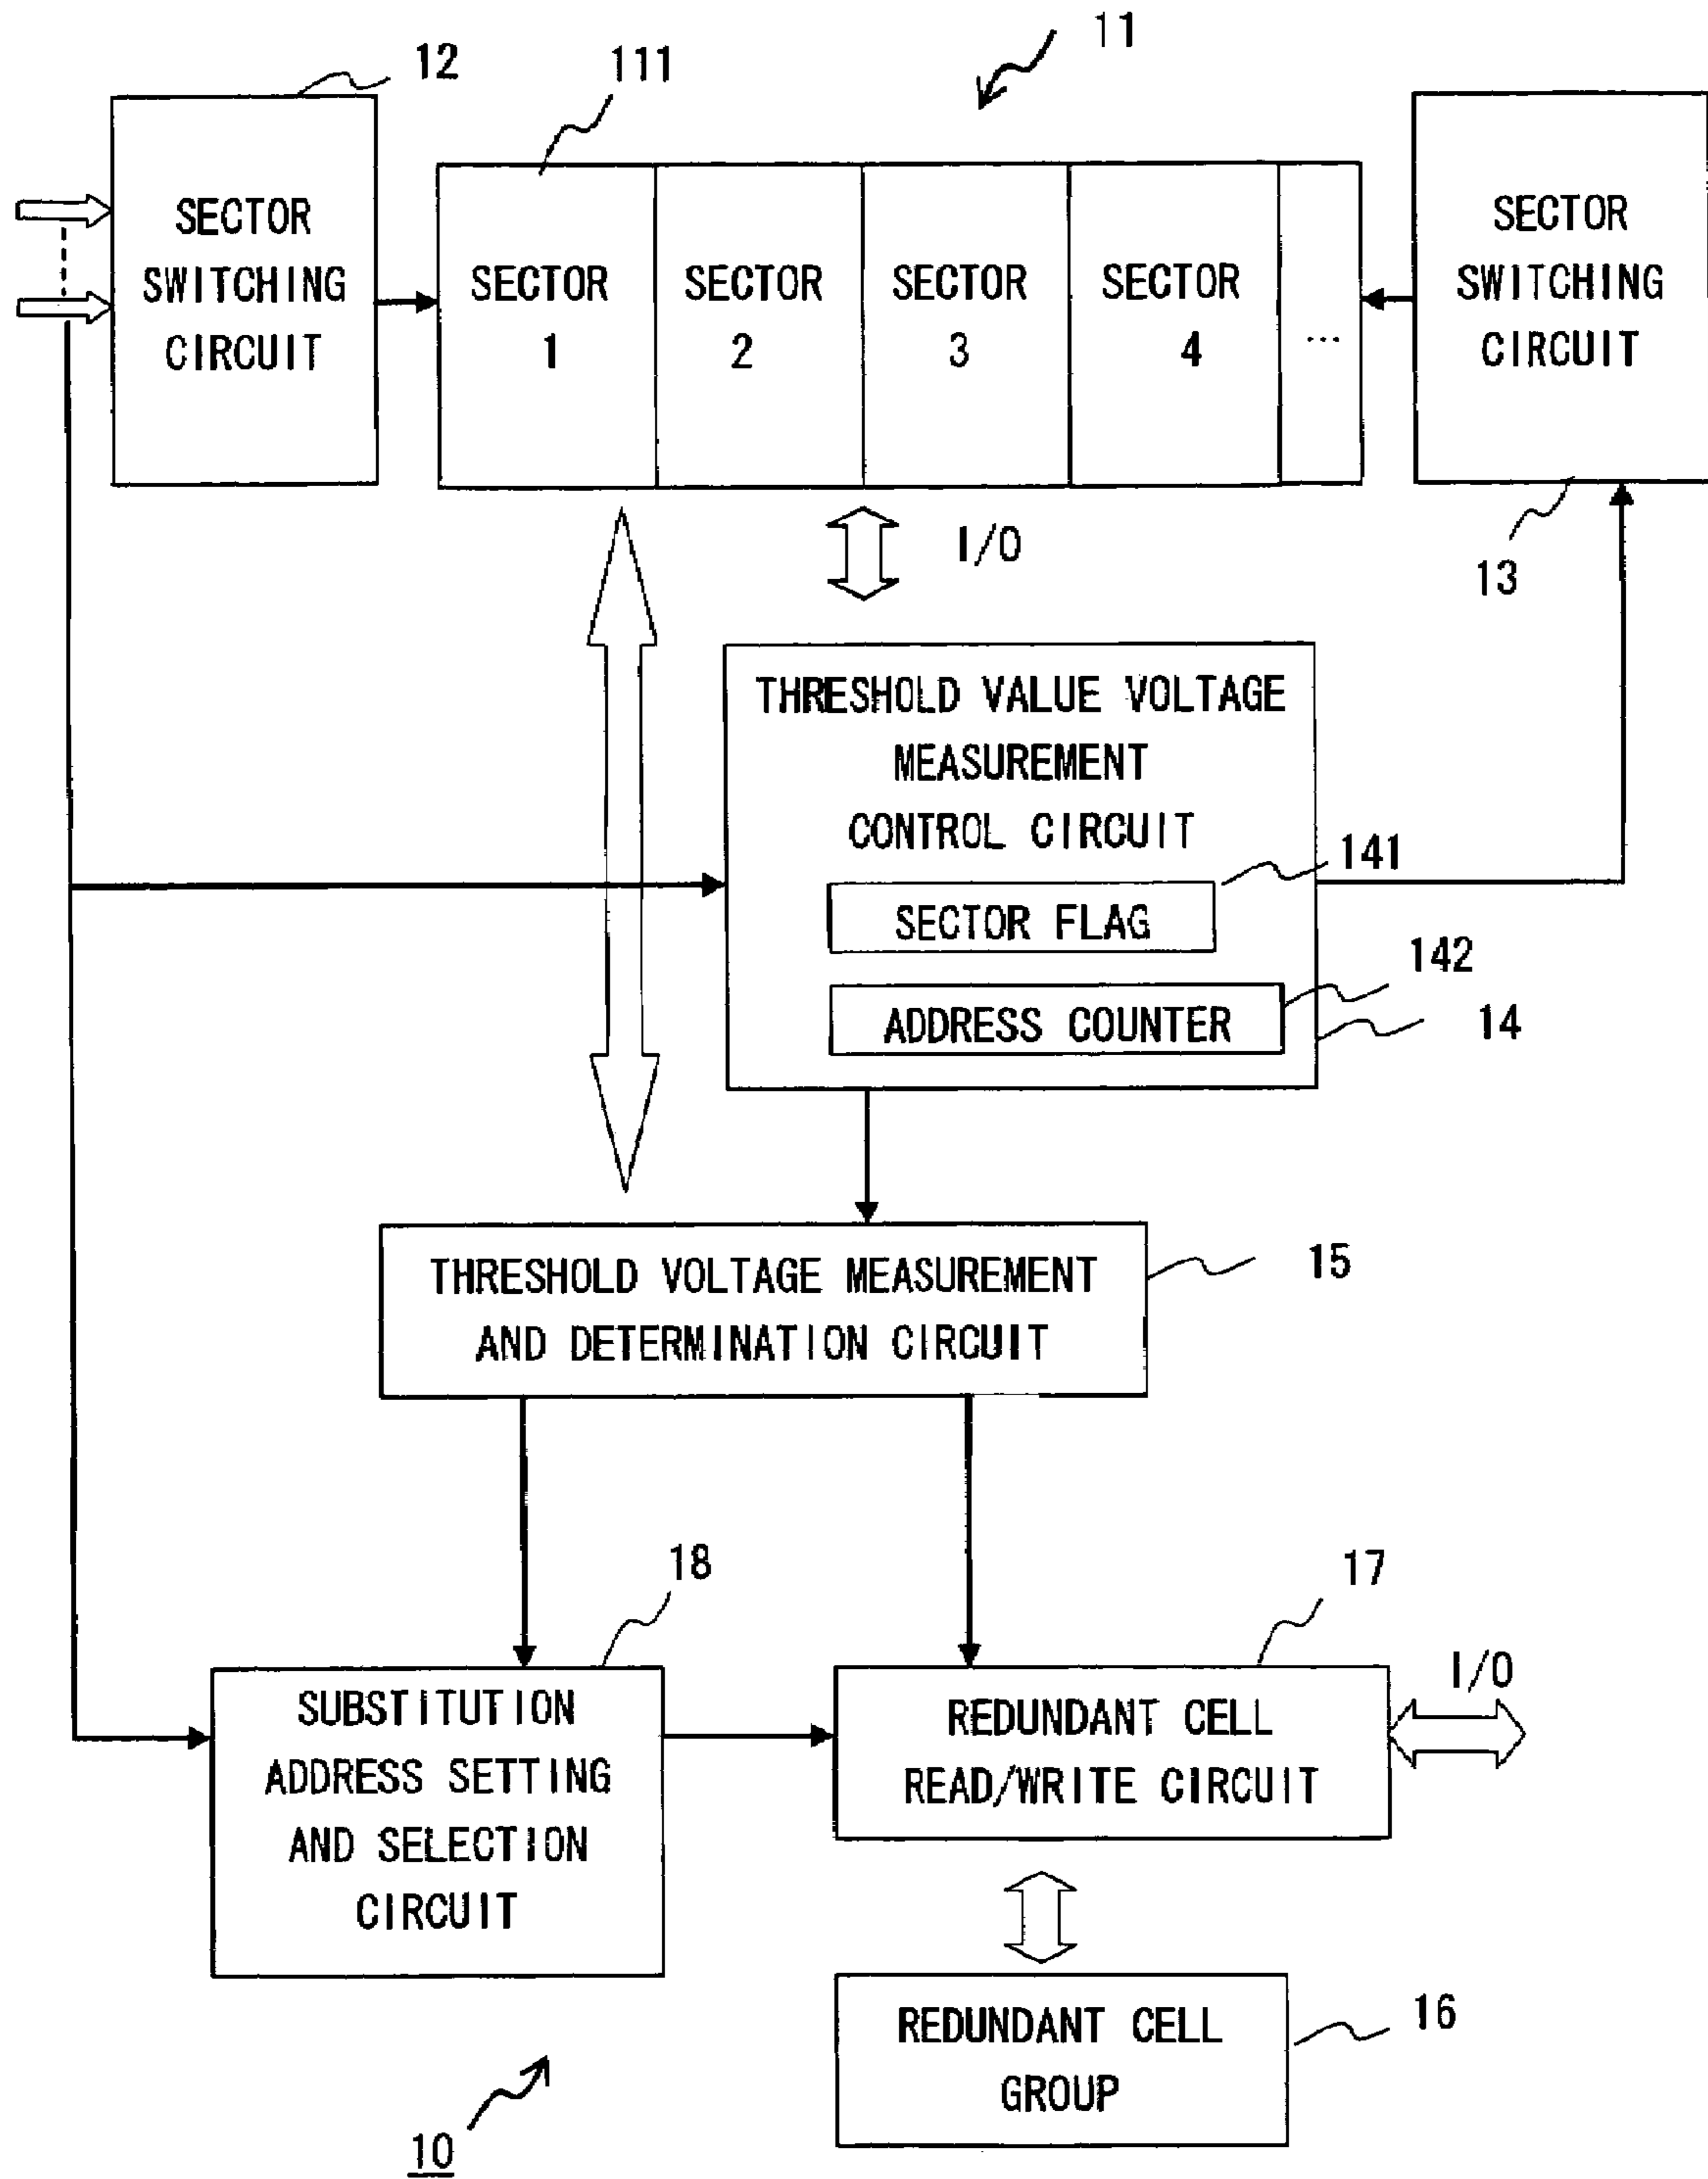 11
12
111
SECTOR
SWITCHING
CIRCUIT
SECTOR
1
SECTOR
2
SECTOR
3
SECTOR
4
...
SECTOR
SWITCHING
CIRCUIT
13
I/O
THRESHOLD VALUE VOLTAGE
MEASUREMENT
CONTROL CIRCUIT
141
SECTOR FLAG
142
ADDRESS COUNTER
14
THRESHOLD VOLTAGE MEASUREMENT
AND DETERMINATION CIRCUIT
15
18
17
SUBSTITUTION
ADDRESS SETTING
AND SELECTION
CIRCUIT
REDUNDANT CELL
READ/WRITE CIRCUIT
I/O
REDUNDANT CELL
GROUP
16
10